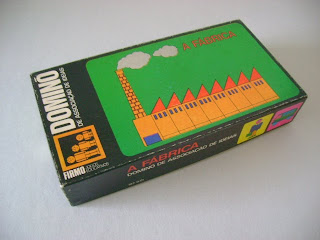 DOMINÓ
DE ASSOCIAÇÃO DE IDEIAS
A FÁBRICA
FIRMO
A FÁBRICA
DOMINÓ DE ASSOCIAÇÃO DE IDEIAS